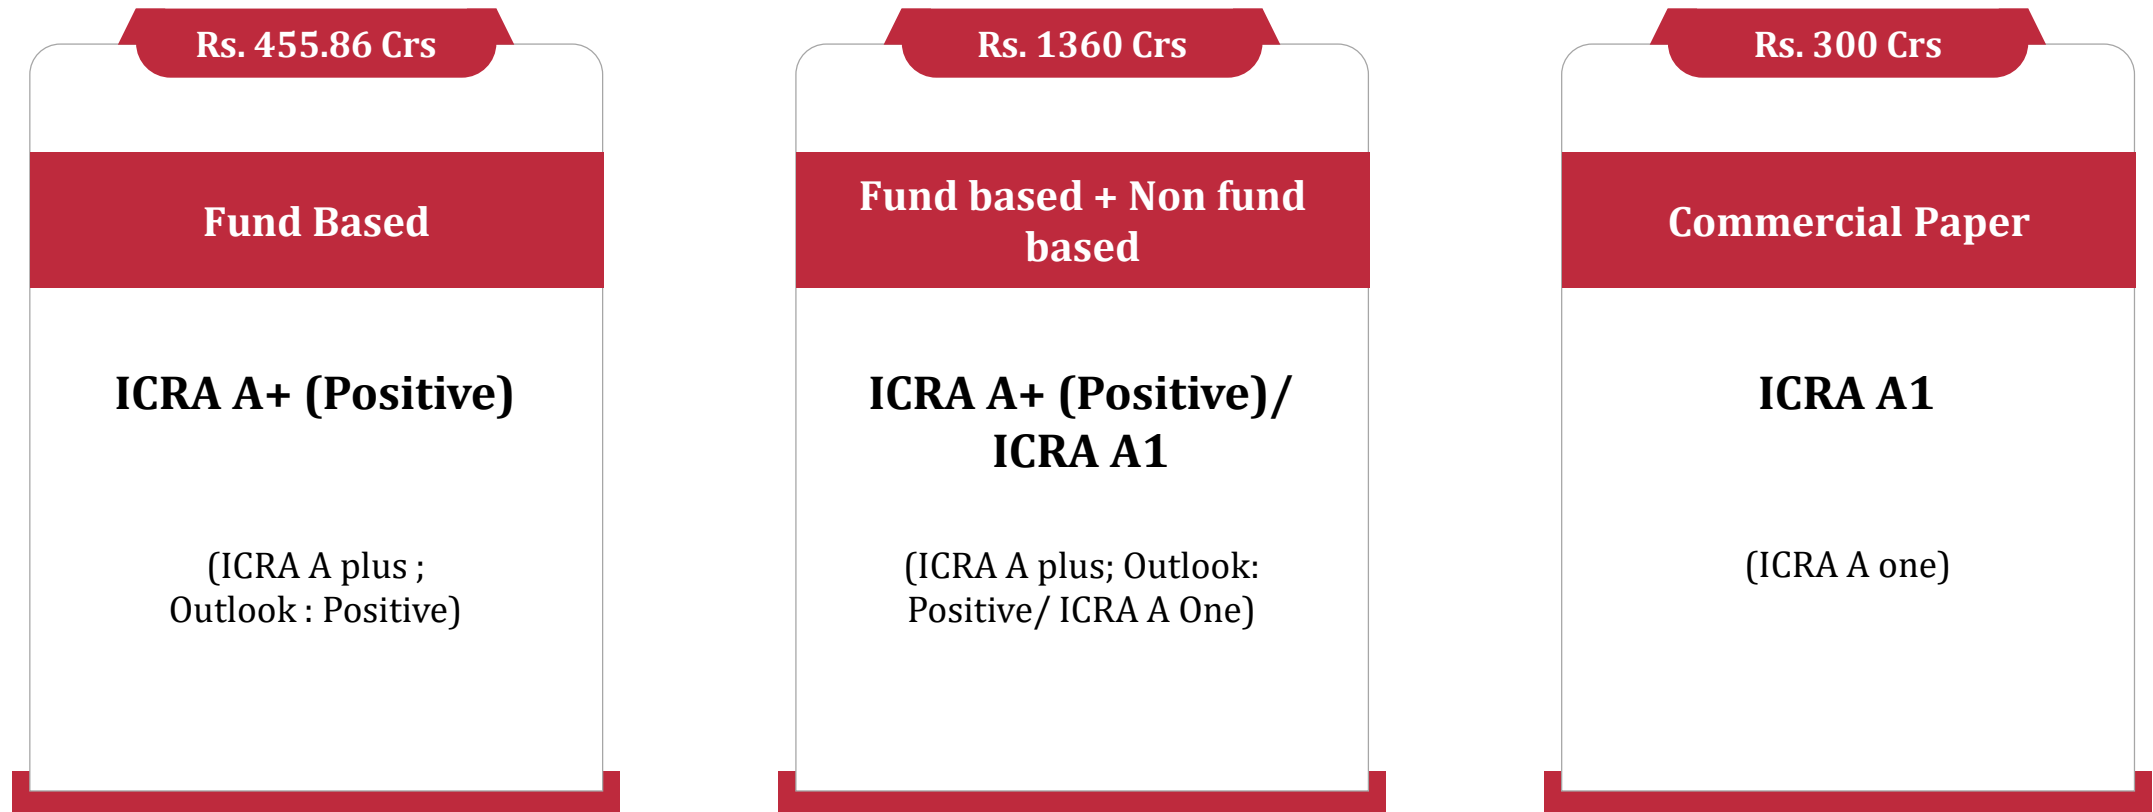 Rs. 455.86 Crs
Fund Based
ICRA A+ (Positive)
(ICRA A plus ;
Outlook : Positive)
Rs. 1360 Crs
Fund based + Non fund
based
ICRA A+ (Positive)/
ICRA A1
(ICRA A plus; Outlook:
Positive/ ICRA A One)
Rs. 300 Crs
Commercial Paper
ICRA A1
(ICRA A one)